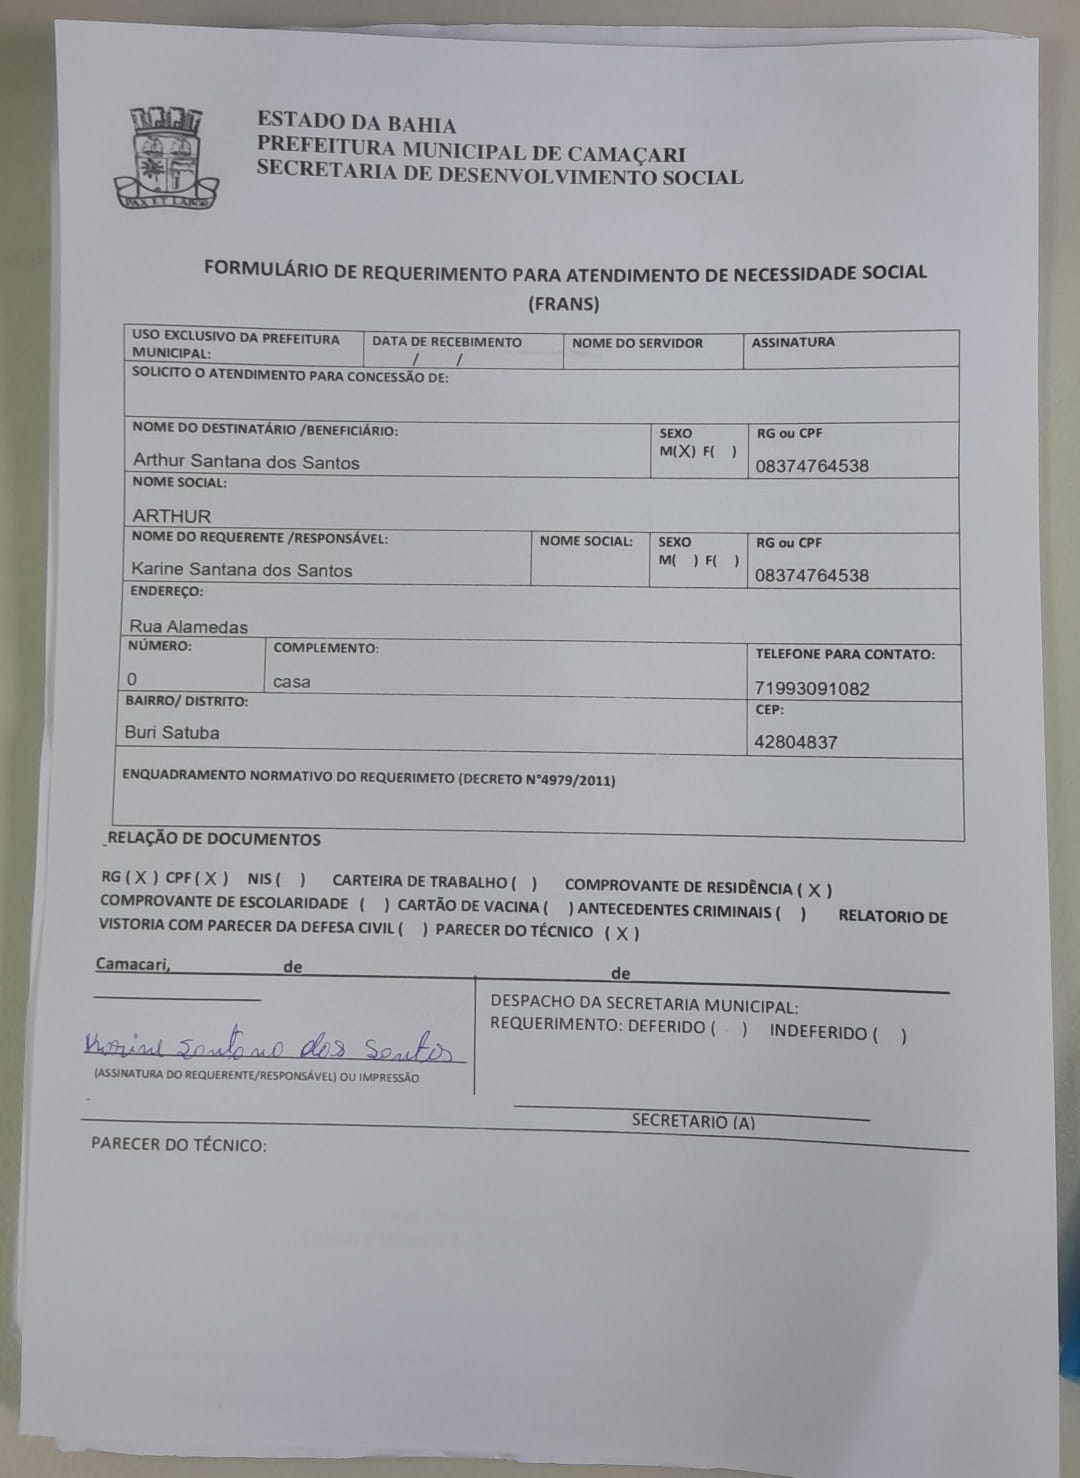 PAX ET LABOR
ESTADO DA BAHIA
PREFEITURA MUNICIPAL DE CAMAÇARI
SECRETARIA DE DESENVOLVIMENTO SOCIAL
FORMULÁRIO DE REQUERIMENTO PARA ATENDIMENTO DE NECESSIDADE SOCIAL
(FRANS)
USO EXCLUSIVO DA PREFEITURA MUNICIPAL:
DATA DE RECEBIMENTO
/ /
NOME DO SERVIDOR
ASSINATURA
SOLICITO O ATENDIMENTO PARA CONCESSÃO DE:
NOME DO DESTINATÁRIO /BENEFICIÁRIO:
Arthur Santana dos Santos
SEXO
M(X) F( )
RG ou CPF
08374764538
NOME SOCIAL:
ARTHUR
NOME DO REQUERENTE /RESPONSÁVEL:
Karine Santana dos Santos
NOME SOCIAL:
SEXO
M( ) F( )
RG ou CPF
08374764538
ENDEREÇO:
Rua Alamedas
NÚMERO:
0
COMPLEMENTO:
casa
TELEFONE PARA CONTATO:
71993091082
BAIRRO/ DISTRITO:
Buri Satuba
CEP:
42804837
ENQUADRAMENTO NORMATIVO DO REQUERIMETO (DECRETO N°4979/2011)
RELAÇÃO DE DOCUMENTOS
RG ( X ) CPF ( X ) NIS ( ) CARTEIRA DE TRABALHO ( ) COMPROVANTE DE RESIDÊNCIA ( X )
COMPROVANTE DE ESCOLARIDADE ( ) CARTÃO DE VACINA ( ) ANTECEDENTES CRIMINAIS ( ) RELATORIO DE
VISTORIA COM PARECER DA DEFESA CIVIL ( ) PARECER DO TÉCNICO ( X )
Camacari, de de
DESPACHO DA SECRETARIA MUNICIPAL:
REQUERIMENTO: DEFERIDO ( ) INDEFERIDO ( )
Karine Santana dos Santos
(ASSINATURA DO REQUERENTE/RESPONSÁVEL) OU IMPRESSÃO
SECRETARIO (A)
PARECER DO TÉCNICO: